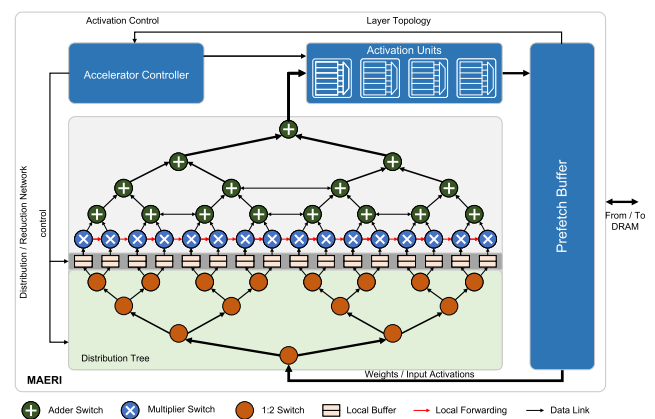 Activation Control
Layer Topology
Accelerator Controller
Activation Units
Prefetch Buffer
From / To
DRAM
Distribution / Reduction Network
control
Distribution Tree
Weights / Input Activations
MAERI
Adder Switch
Multiplier Switch
1:2 Switch
Local Buffer
Local Forwarding
Data Link